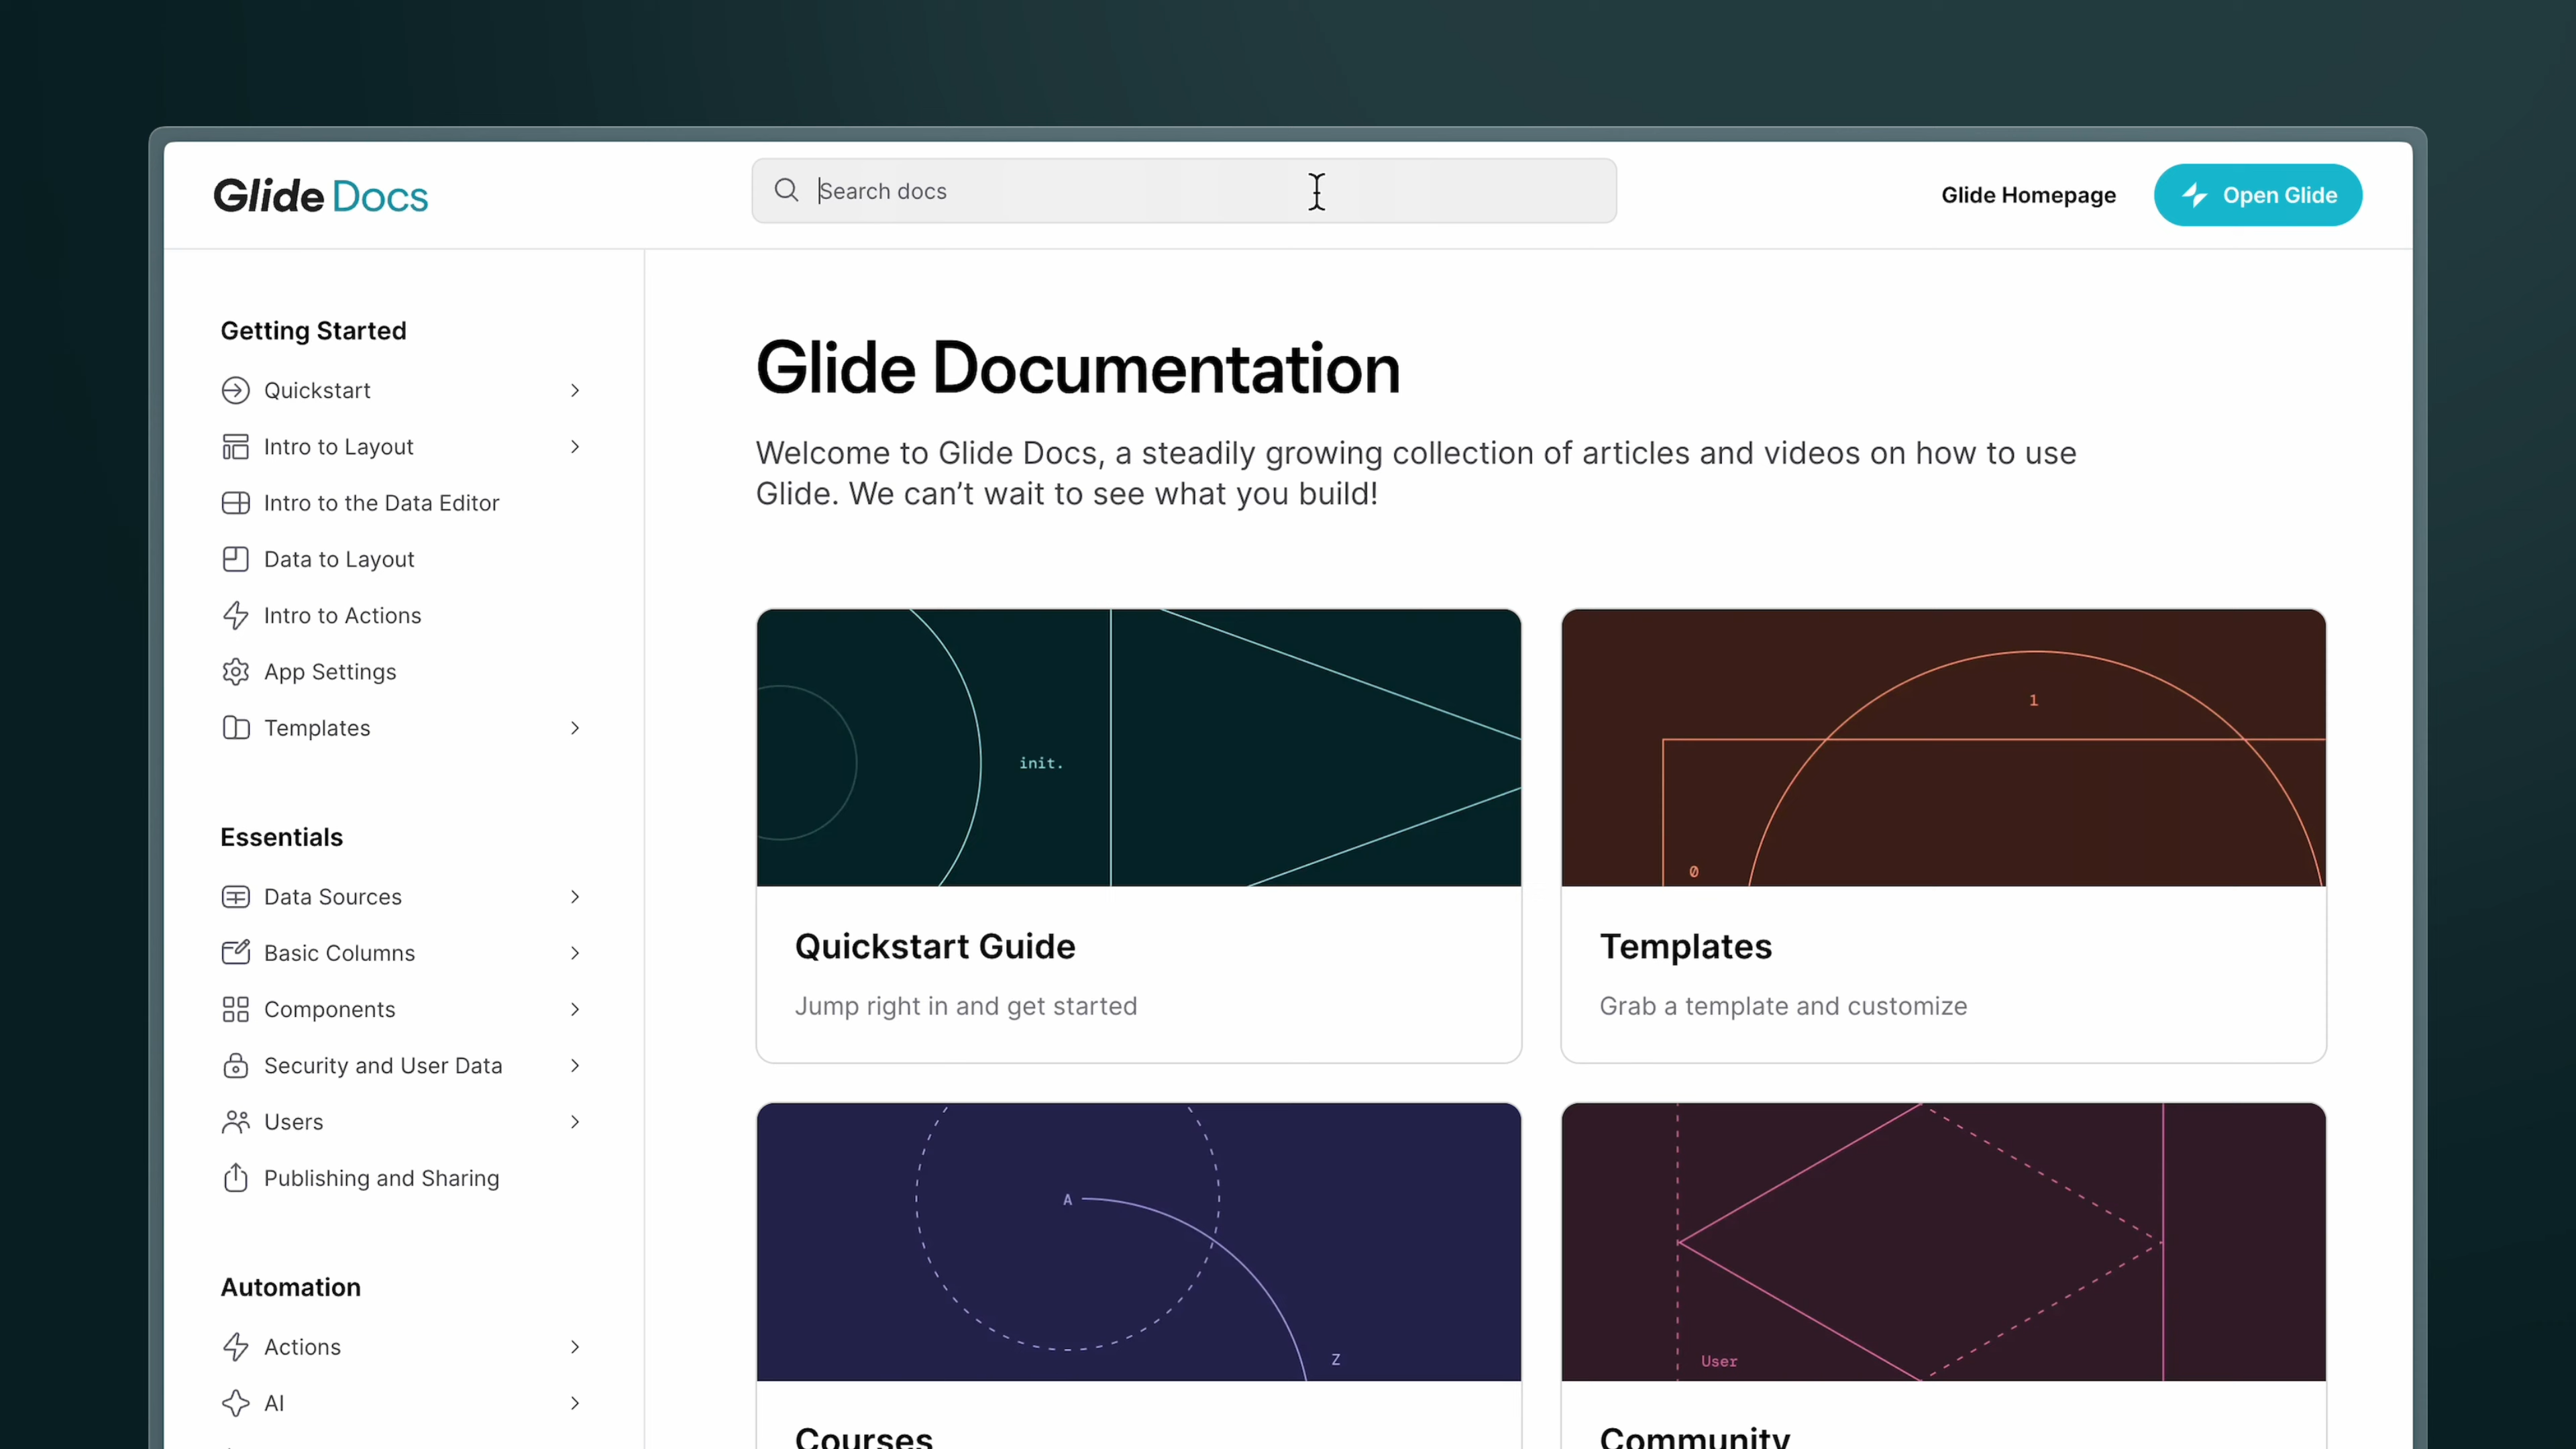 Glide Docs
Search docs
Glide Homepage
Open Glide
Getting Started
Quickstart
Intro to Layout
Intro to the Data Editor
Data to Layout
Intro to Actions
App Settings
Templates
Essentials
Data Sources
Basic Columns
Components
Security and User Data
Users
Publishing and Sharing
Automation
Actions
AI
Glide Documentation
Welcome to Glide Docs, a steadily growing collection of articles and videos on how to use
Glide. We can’t wait to see what you build!
init.
Quickstart Guide
Jump right in and get started
1
0
Templates
Grab a template and customize
A
Z
Courses
User
Community